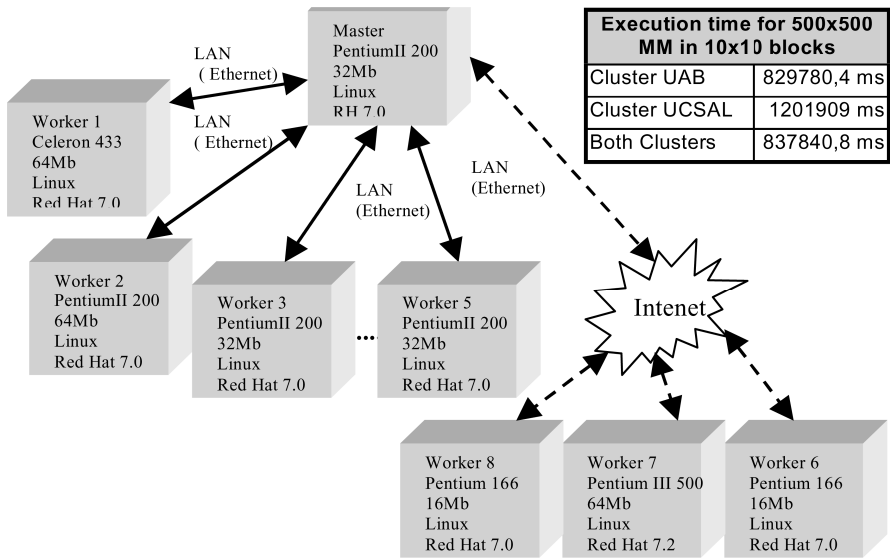 LAN
( Ethernet)
Master
PentiumII 200
32Mb
Linux
RH 7.0
Execution time for 500x500
MM in 10x10 blocks
Cluster UAB 829780,4 ms
Cluster UCSAL 1201909 ms
Both Clusters 837840,8 ms
Worker 1
Celeron 433
64Mb
Linux
Red Hat 7.0
LAN
( Ethernet)
LAN
(Ethernet)
LAN
(Ethernet)
Worker 2
PentiumII 200
64Mb
Linux
Red Hat 7.0
Worker 3
PentiumII 200
32Mb
Linux
Red Hat 7.0
.....
Worker 5
PentiumII 200
32Mb
Linux
Red Hat 7.0
Intenet
Worker 8
Pentium 166
16Mb
Linux
Red Hat 7.0
Worker 7
Pentium III 500
64Mb
Linux
Red Hat 7.2
Worker 6
Pentium 166
16Mb
Linux
Red Hat 7.0